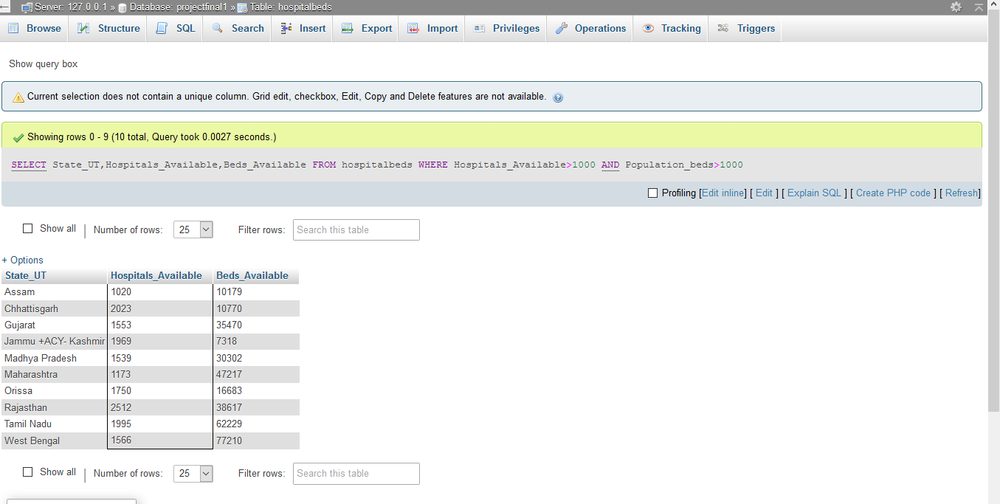 Server: 127.0.0.1 » Database: projectfinal1 » Table: hospitalbeds
Browse Structure SQL Search Insert Export Import Privileges Operations Tracking Triggers
Show query box
Current selection does not contain a unique column. Grid edit, checkbox, Edit, Copy and Delete features are not available.
Showing rows 0 - 9 (10 total, Query took 0.0027 seconds.)
SELECT State_UT,Hospitals_Available,Beds_Available FROM hospitalbeds WHERE Hospitals_Available>1000 AND Population_beds>1000
Profiling [Edit inline] [ Edit ] [ Explain SQL ] [ Create PHP code ] [ Refresh]
Show all | Number of rows: 25 Filter rows: Search this table
+ Options
State_UT Hospitals_Available Beds_Available
Assam 1020 10179
Chhattisgarh 2023 10770
Gujarat 1553 35470
Jammu +ACY- Kashmir 1969 7318
Madhya Pradesh 1539 30302
Maharashtra 1173 47217
Orissa 1750 16683
Rajasthan 2512 38617
Tamil Nadu 1995 62229
West Bengal 1566 77210
Show all | Number of rows: 25 Filter rows: Search this table